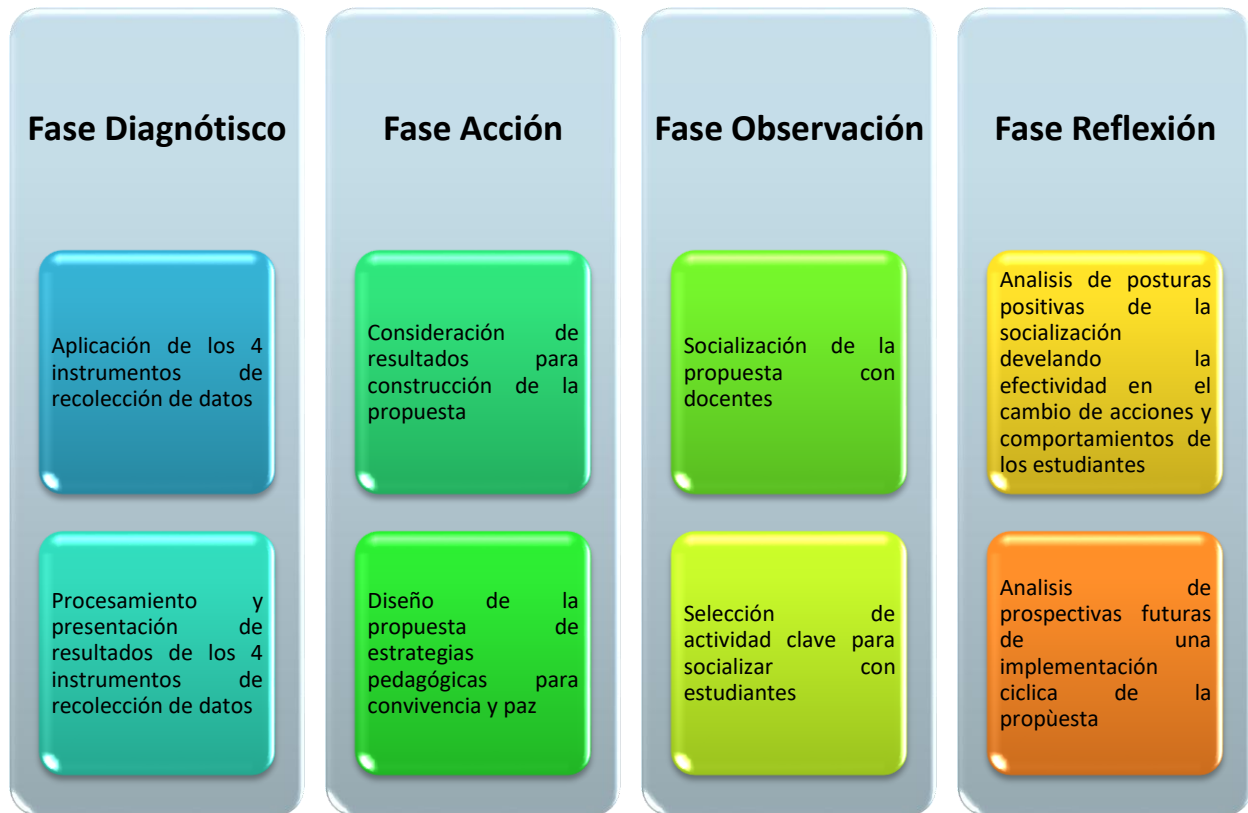 Fase Diagnótisco
Aplicación de los 4
instrumentos de
recolección de datos
Procesamiento y
presentación de
resultados de los 4
instrumentos de
recolección de datos
Fase Acción
Consideración de
resultados para
construcción de la
propuesta
Diseño de la
propuesta de
estrategias
pedagógicas para
convivencia y paz
Fase Observación
Socialización de la
propuesta con
docentes
Selección de
actividad clave para
socializar con
estudiantes
Fase Reflexión
Analisis de posturas
positivas de la
socialización
develando la
efectividad en el
cambio de acciones y
comportamientos de
los estudiantes
Analisis de
prospectivas futuras
de una
implementación
ciclica de la
propùesta